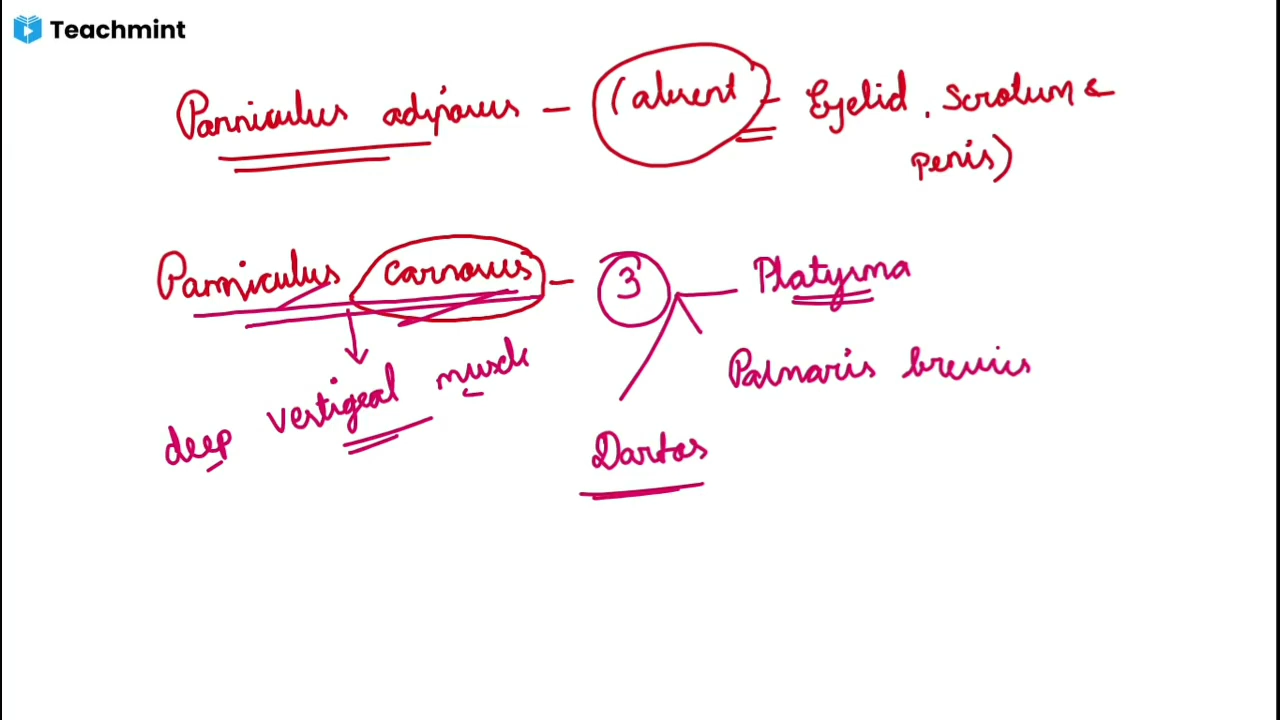 Teachmint
Panniculus adiposus – (absent – Eyelid, Scrotum &
penis)
Panniculus carnosus – 3 Platysma
Palmaris brevis
deep vestigeal muscle
Dartos